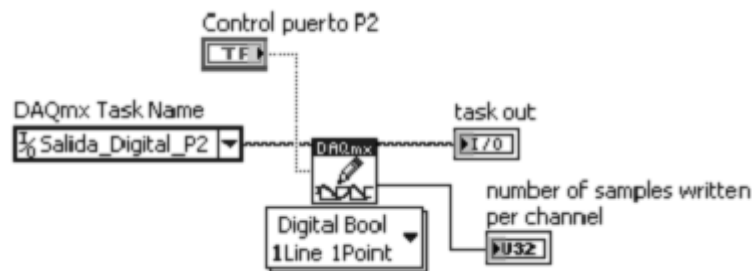 Control puerto P2
TF
DAQmx Task Name
I/O Salida_Digital_P2
task out
DAQmx
I/O
number of samples written
per channel
Digital Bool
1Line 1Point
U32